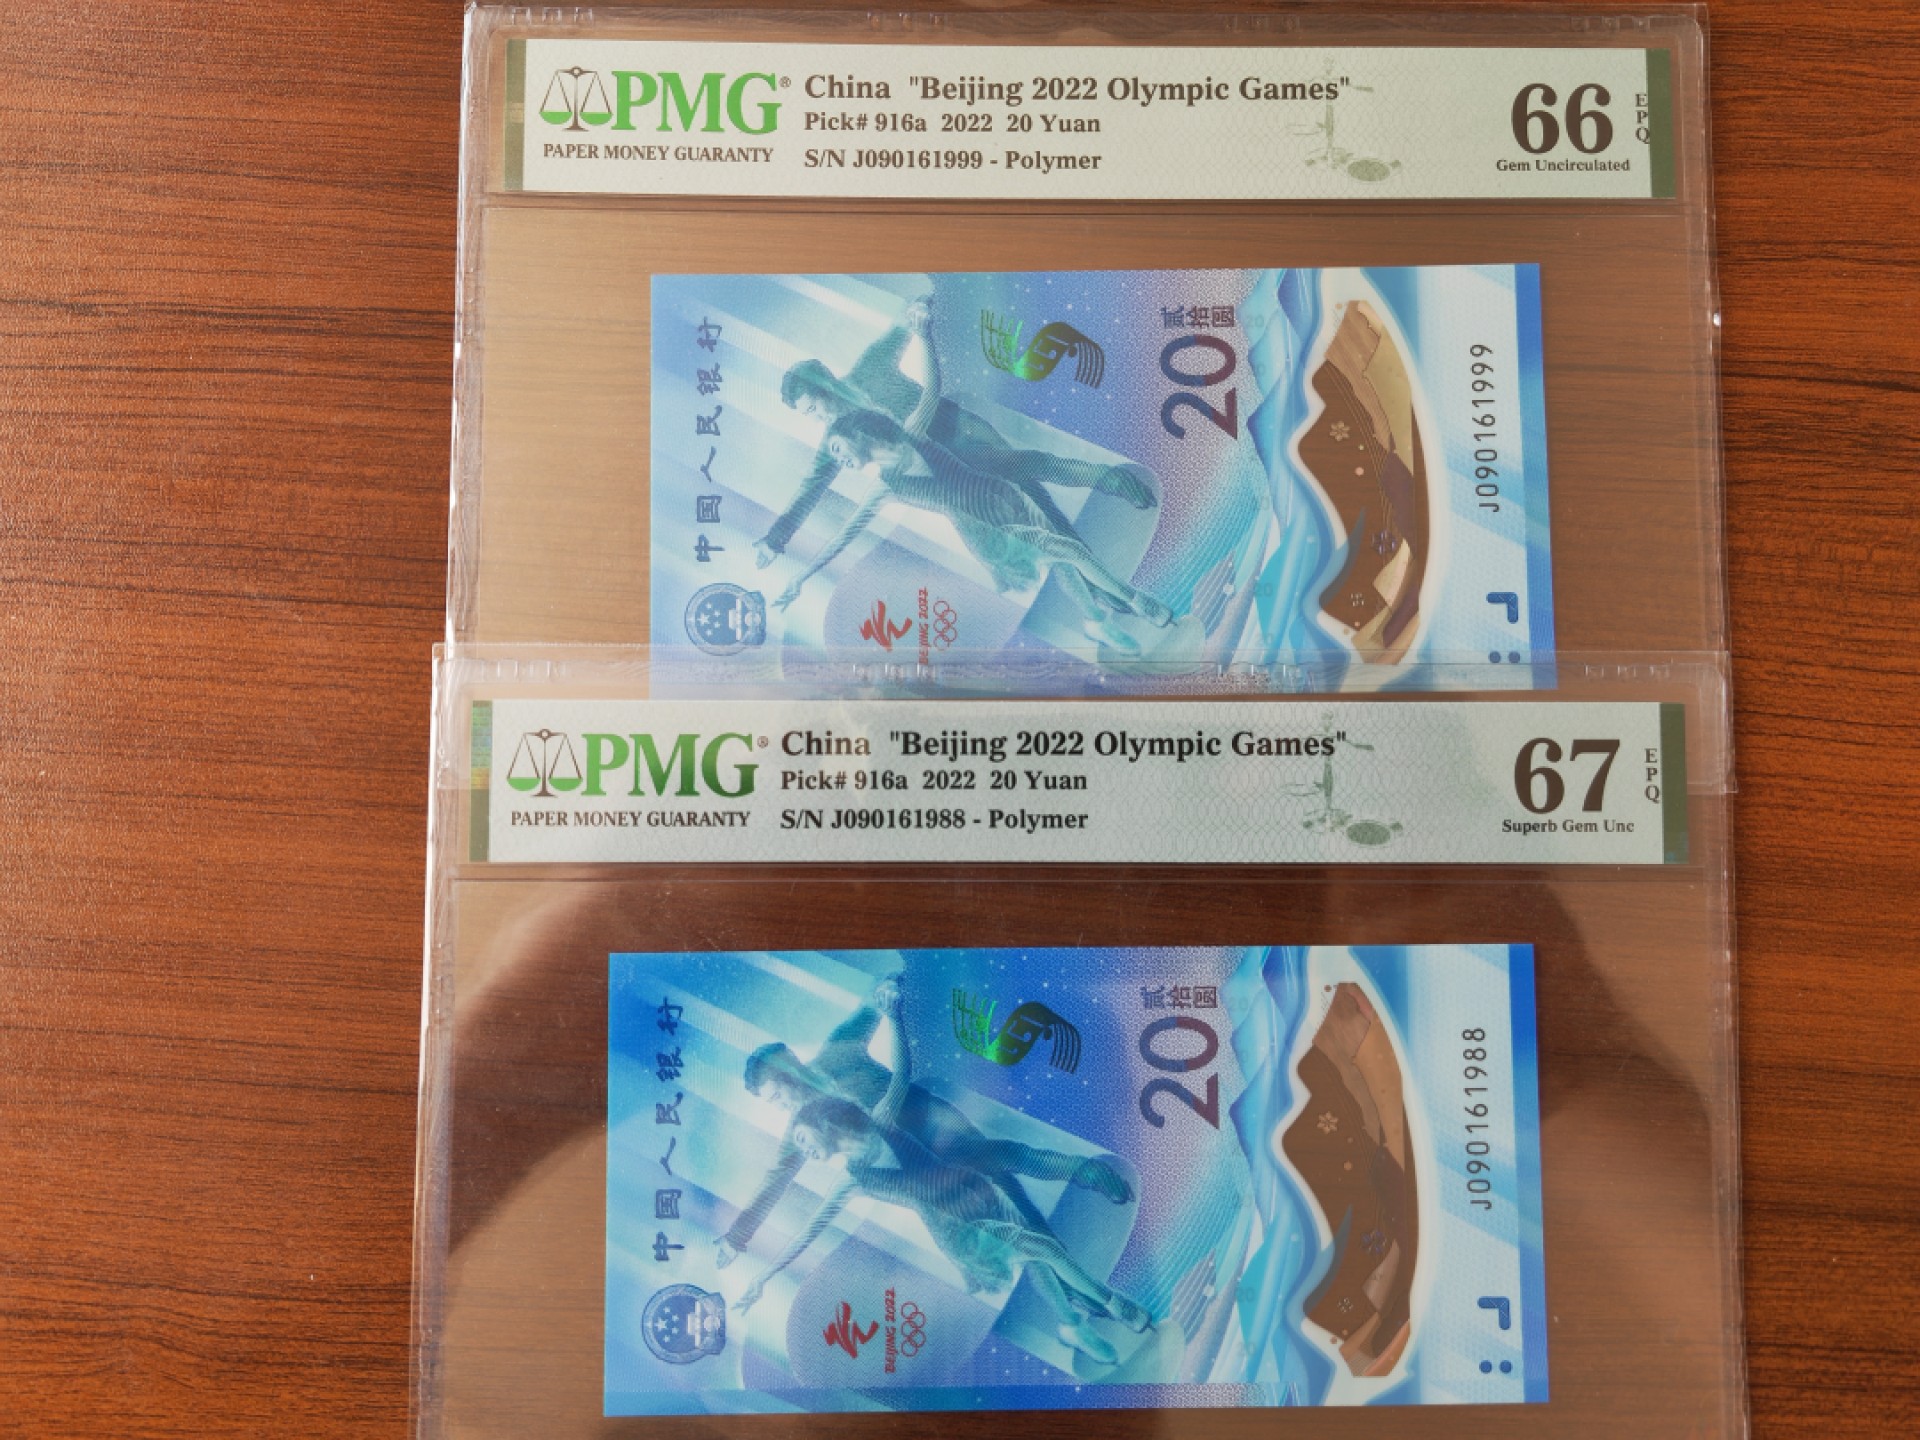 PMG®
PAPER MONEY GUARANTY
China "Beijing 2022 Olympic Games"
Pick# 916a 2022 20 Yuan
S/N J090161999 - Polymer
66
EPQ
Gem Uncirculated
中国人民银行
贰拾圆
20
BEIJING 2022
J090161999
PMG®
PAPER MONEY GUARANTY
China "Beijing 2022 Olympic Games"
Pick# 916a 2022 20 Yuan
S/N J090161988 - Polymer
67
EPQ
Superb Gem Unc
中国人民银行
贰拾圆
20
BEIJING 2022
J090161988